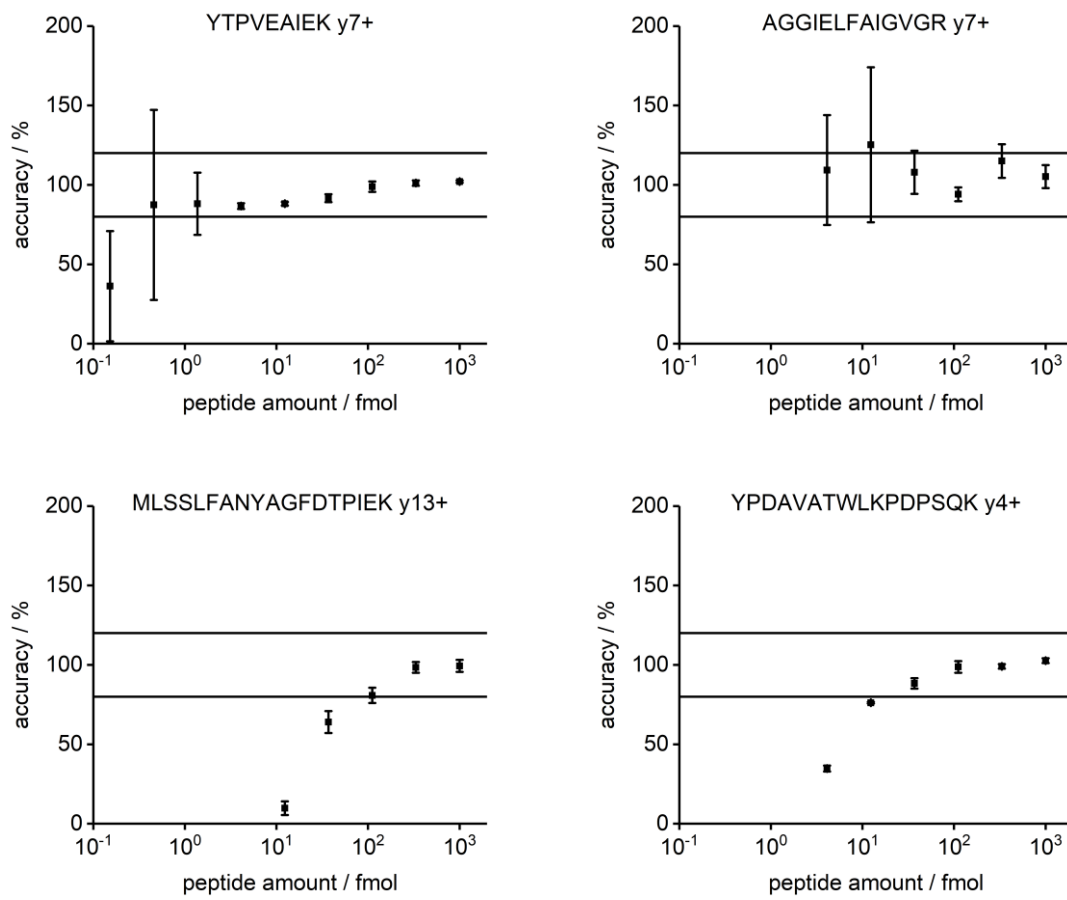 YTPVEAIEK y7+
200
150
100
50
0
accuracy / %
10⁻¹ 10⁰ 10¹ 10² 10³
peptide amount / fmol
AGGIELFAIGVGR y7+
200
150
100
50
0
accuracy / %
10⁻¹ 10⁰ 10¹ 10² 10³
peptide amount / fmol
MLSSLFANYAGFDTPIEK y13+
200
150
100
50
0
accuracy / %
10⁻¹ 10⁰ 10¹ 10² 10³
peptide amount / fmol
YPDAVATWLKPDPSQK y4+
200
150
100
50
0
accuracy / %
10⁻¹ 10⁰ 10¹ 10² 10³
peptide amount / fmol